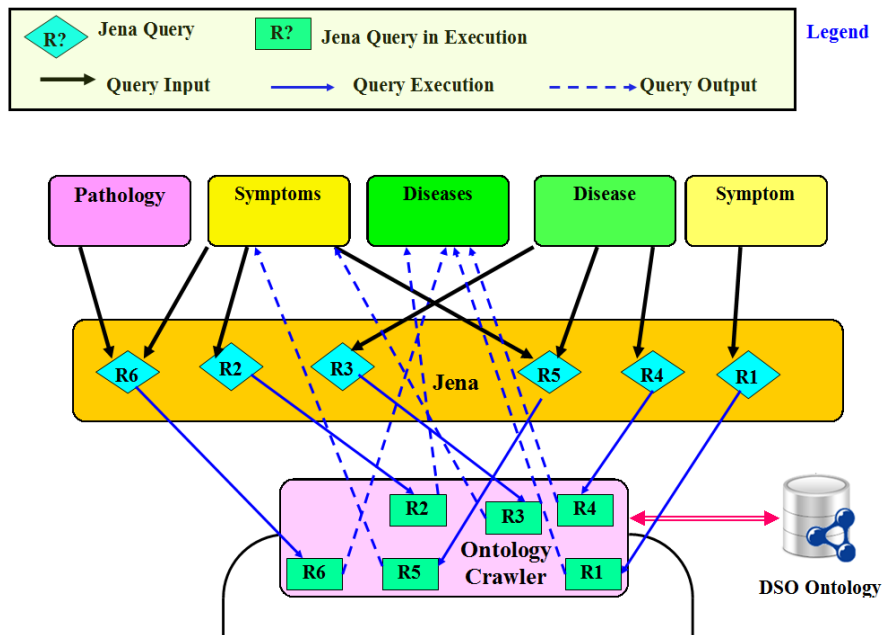 R?
Jena Query
R?
Jena Query in Execution
Legend
Query Input
Query Execution
Query Output
Pathology
Symptoms
Diseases
Disease
Symptom
R6
R2
R3
Jena
R5
R4
R1
R2
R3
R4
Ontology
Crawler
R6
R5
R1
DSO Ontology